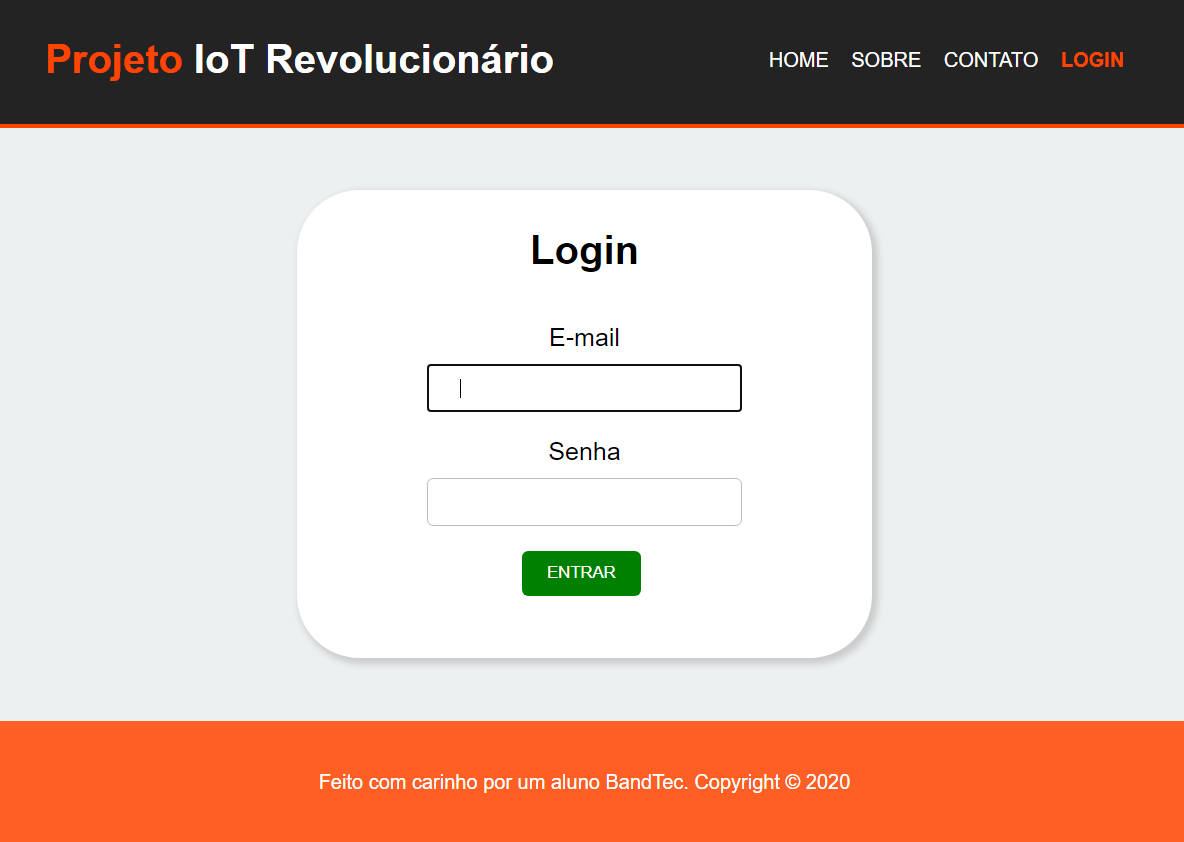 Projeto IoT Revolucionário
HOME SOBRE CONTATO LOGIN
Login
E-mail
Senha
ENTRAR
Feito com carinho por um aluno BandTec. Copyright © 2020